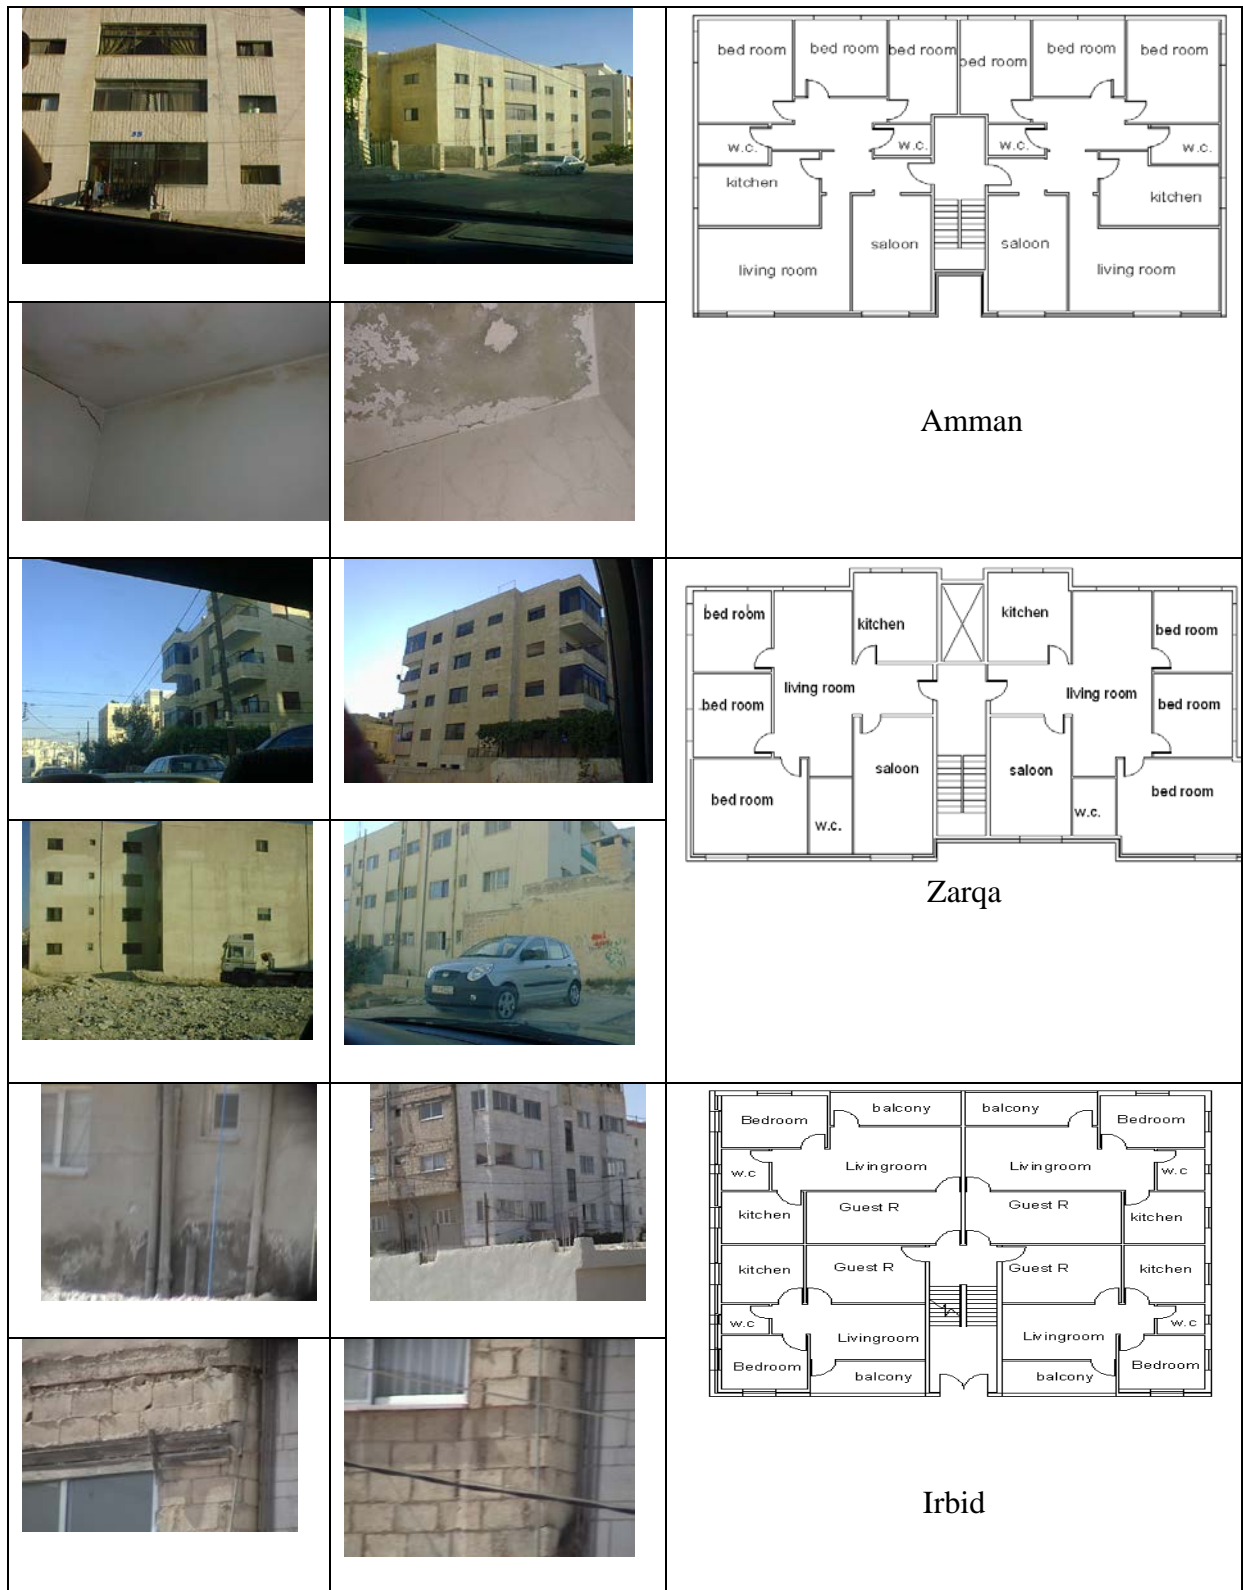 bed room bed room bed room bed room bed room bed room
w.c. w.c. w.c. w.c.
kitchen kitchen
saloon saloon
living room living room
Amman
bed room kitchen kitchen bed room
living room living room
bed room bed room
saloon saloon
bed room w.c. w.c. bed room
Zarqa
Bedroom balcony balcony Bedroom
w.c Livingroom Livingroom w.c
kitchen Guest R Guest R kitchen
kitchen Guest R Guest R kitchen
w.c Livingroom Livingroom w.c
Bedroom balcony balcony Bedroom
Irbid